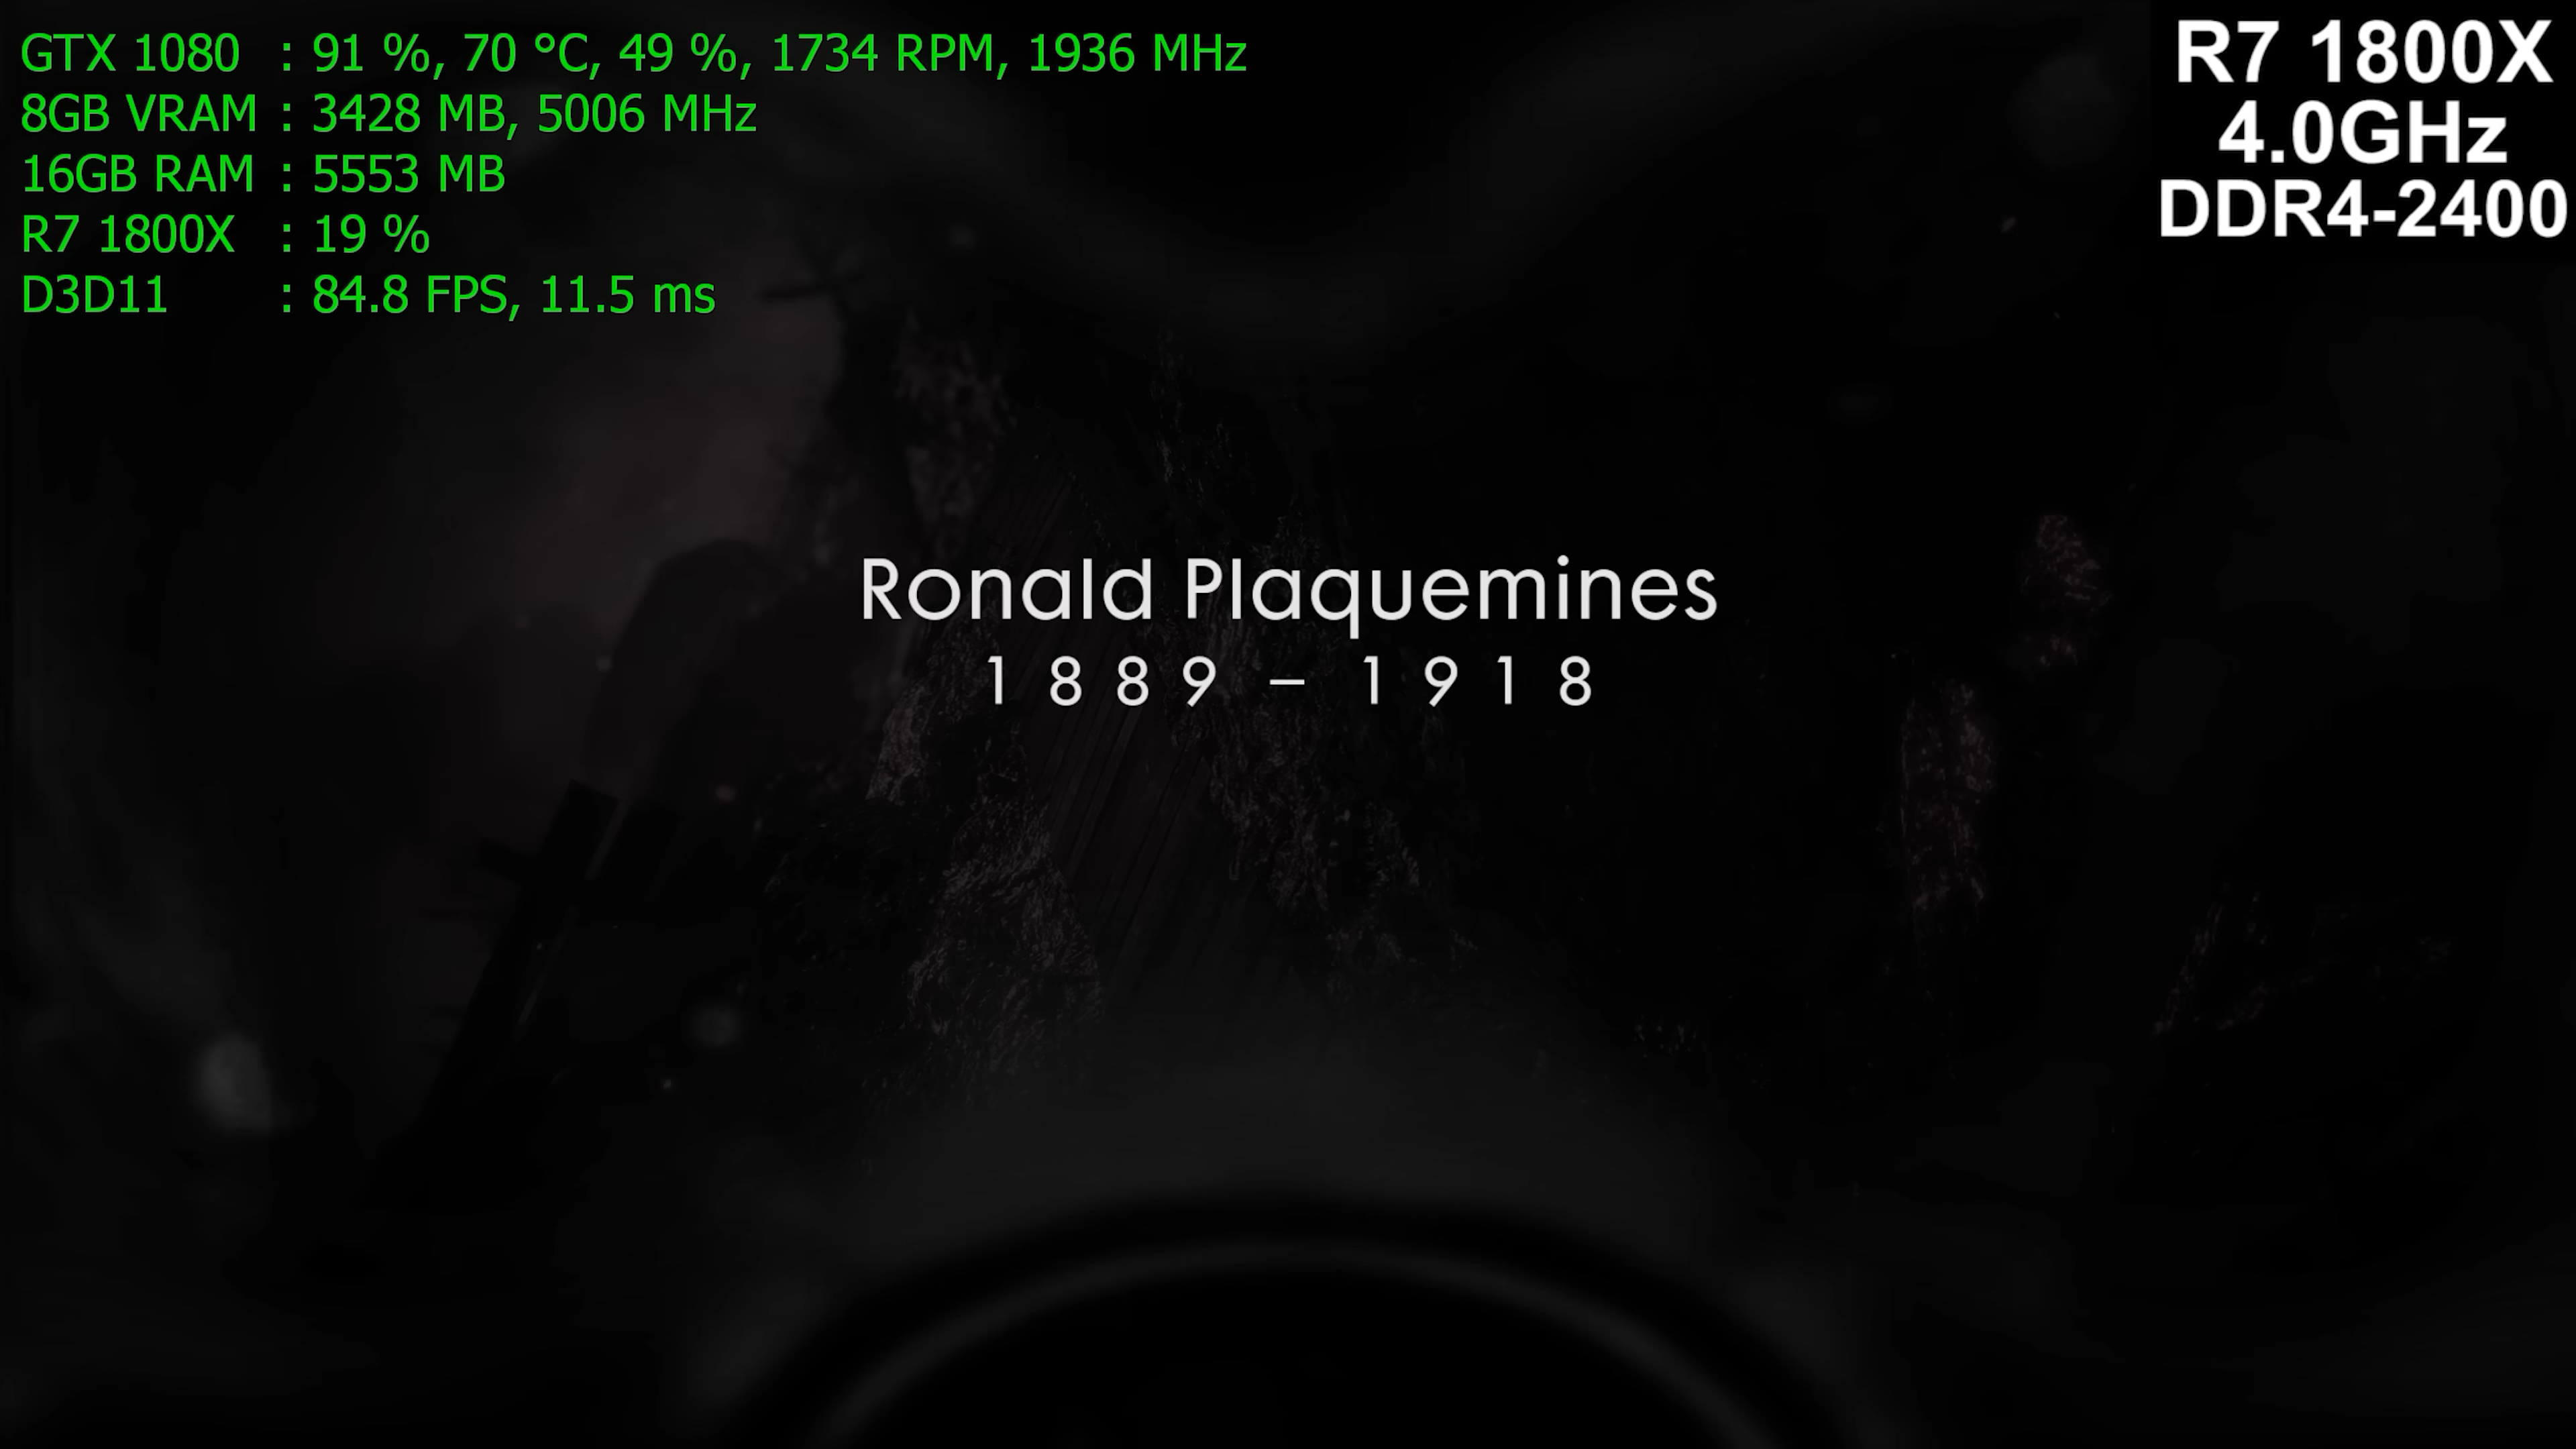 GTX 1080 : 91 %, 70 °C, 49 %, 1734 RPM, 1936 MHz
8GB VRAM : 3428 MB, 5006 MHz
16GB RAM : 5553 MB
R7 1800X : 19 %
D3D11 : 84.8 FPS, 11.5 ms
R7 1800X
4.0GHz
DDR4-2400
Ronald Plaquemines
1889 – 1918